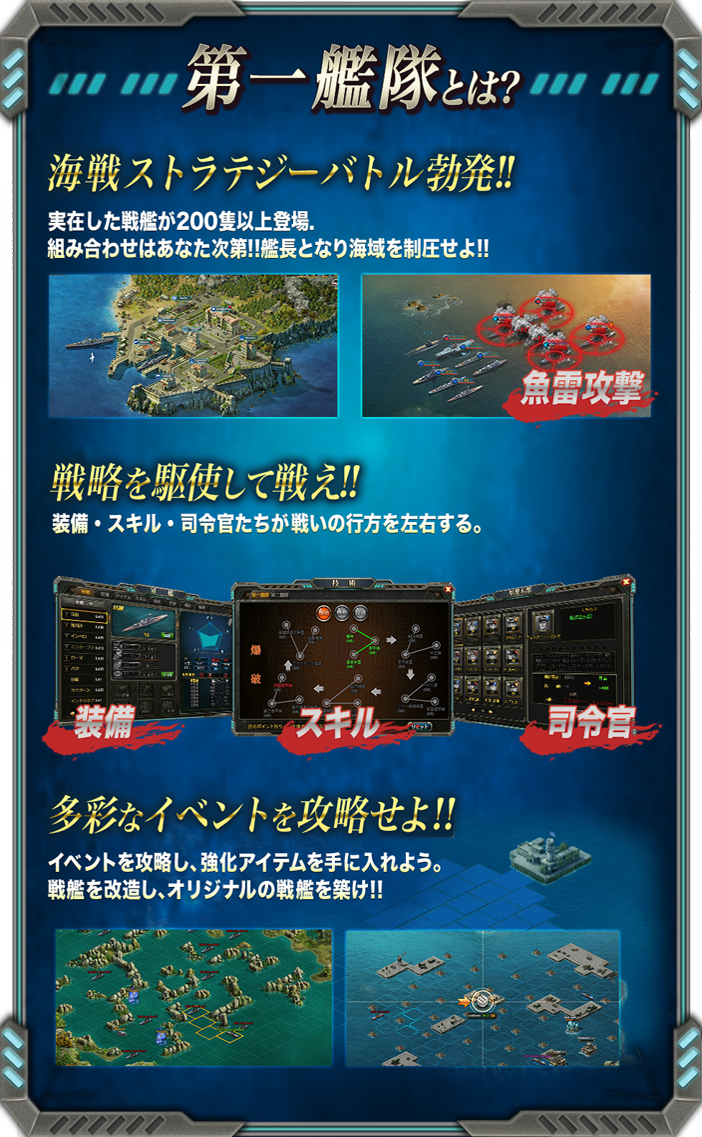 第一艦隊とは?
海戦ストラテジーバトル勃発!!
実在した戦艦が200隻以上登場.
組み合わせはあなた次第!!艦長となり海域を制圧せよ!!
魚雷攻撃
戦略を駆使して戦え!!
装備・スキル・司令官たちが戦いの行方を左右する。
技術
爆破
装備
スキル
司令官
多彩なイベントを攻略せよ!!
イベントを攻略し、強化アイテムを手に入れよう。
戦艦を改造し、オリジナルの戦艦を築け!!